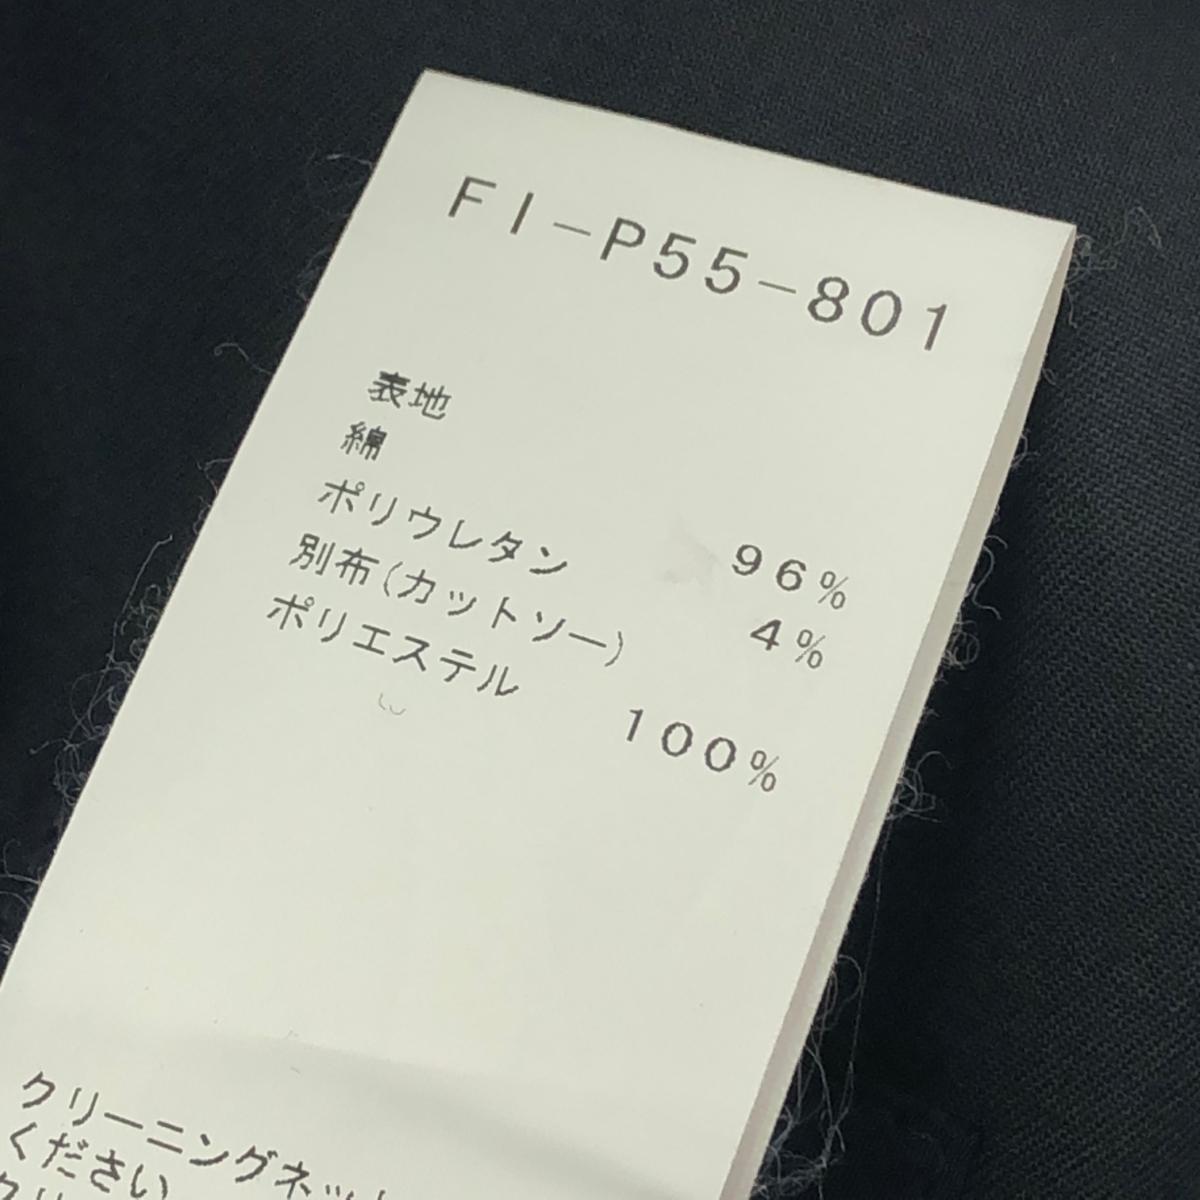 FI-P55-801
表地
綿 96%
ポリウレタン 4%
別布(カットソー)
ポリエステル 100%
クリーニングネット
ください